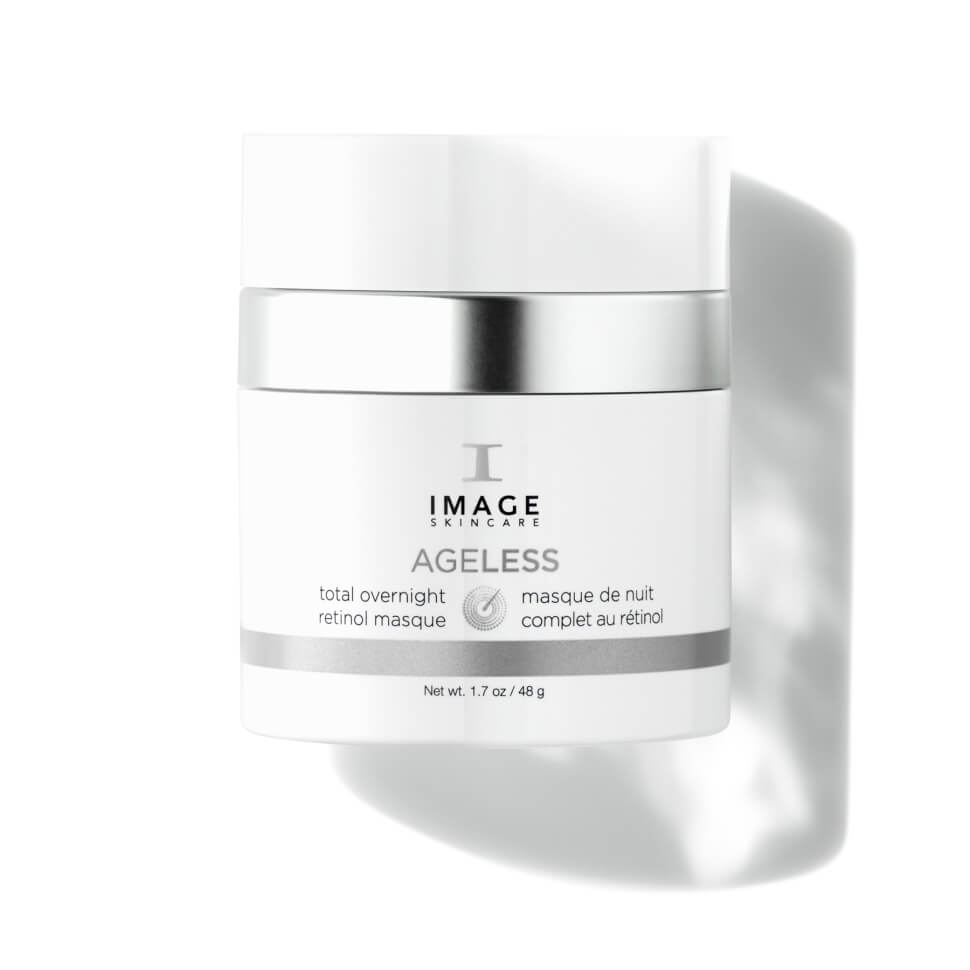 I
IMAGE
SKINCARE
AGELESS
total overnight
retinol masque
masque de nuit
complet au rétinol
Net wt. 1.7 oz / 48 g